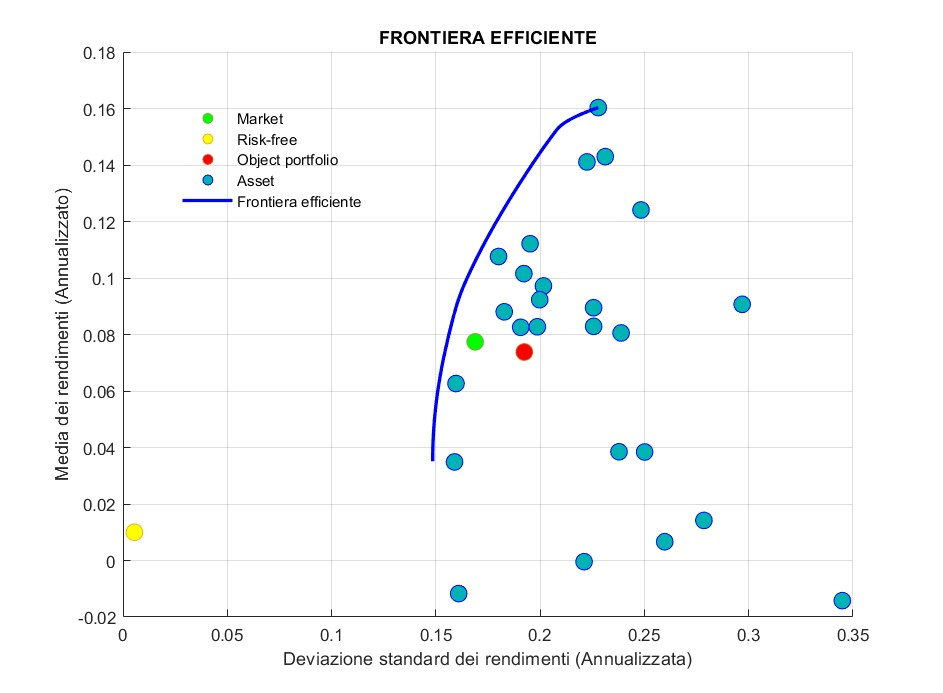 FRONTIERA EFFICIENTE
0.18
0.16
0.14
0.12
0.1
0.08
0.06
0.04
0.02
0
-0.02
Media dei rendimenti (Annualizzato)
Market
Risk-free
Object portfolio
Asset
Frontiera efficiente
0 0.05 0.1 0.15 0.2 0.25 0.3 0.35
Deviazione standard dei rendimenti (Annualizzata)